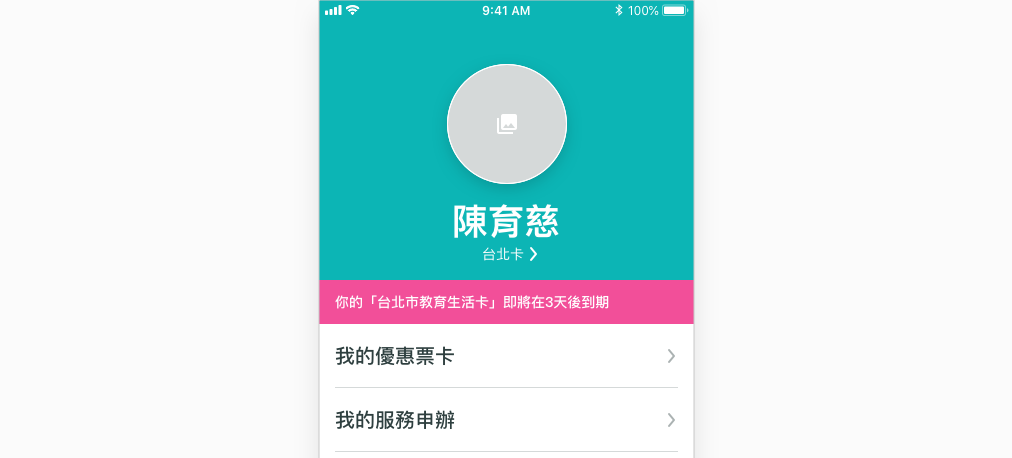 9:41 AM 100%
陳育慈
台北卡
你的「台北市教育生活卡」即將在3天後到期
我的優惠票卡
我的服務申辦